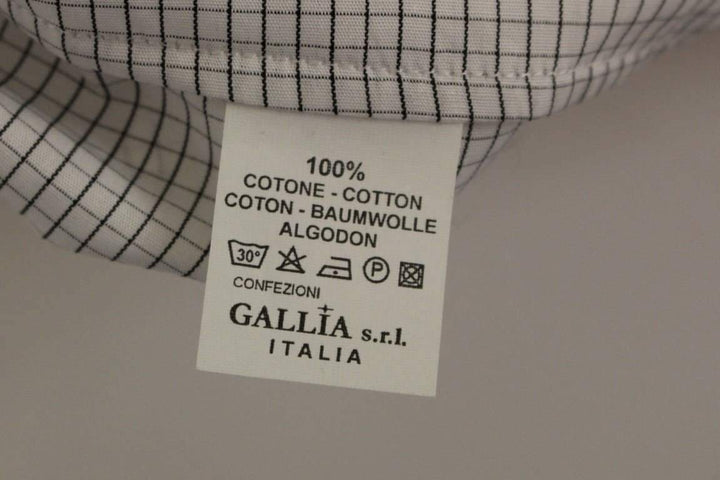 100%
COTONE - COTTON
COTON - BAUMWOLLE
ALGODON
30° P
CONFEZIONI
GALLIA s.r.l.
ITALIA